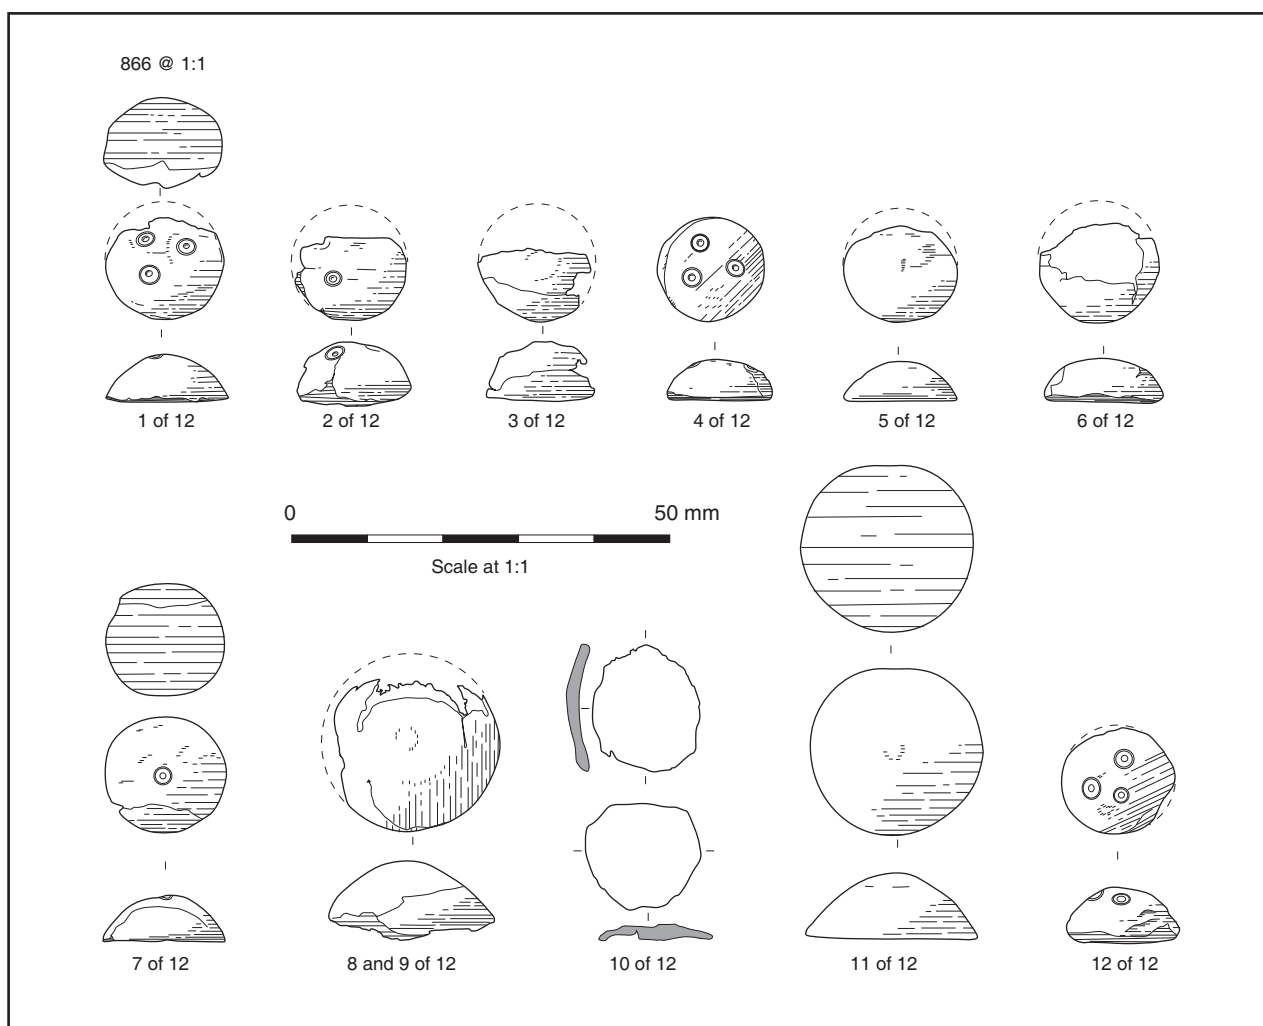 866 @ 1:1
1 of 12
2 of 12
3 of 12
4 of 12
5 of 12
6 of 12
0
50 mm
Scale at 1:1
7 of 12
8 and 9 of 12
10 of 12
11 of 12
12 of 12